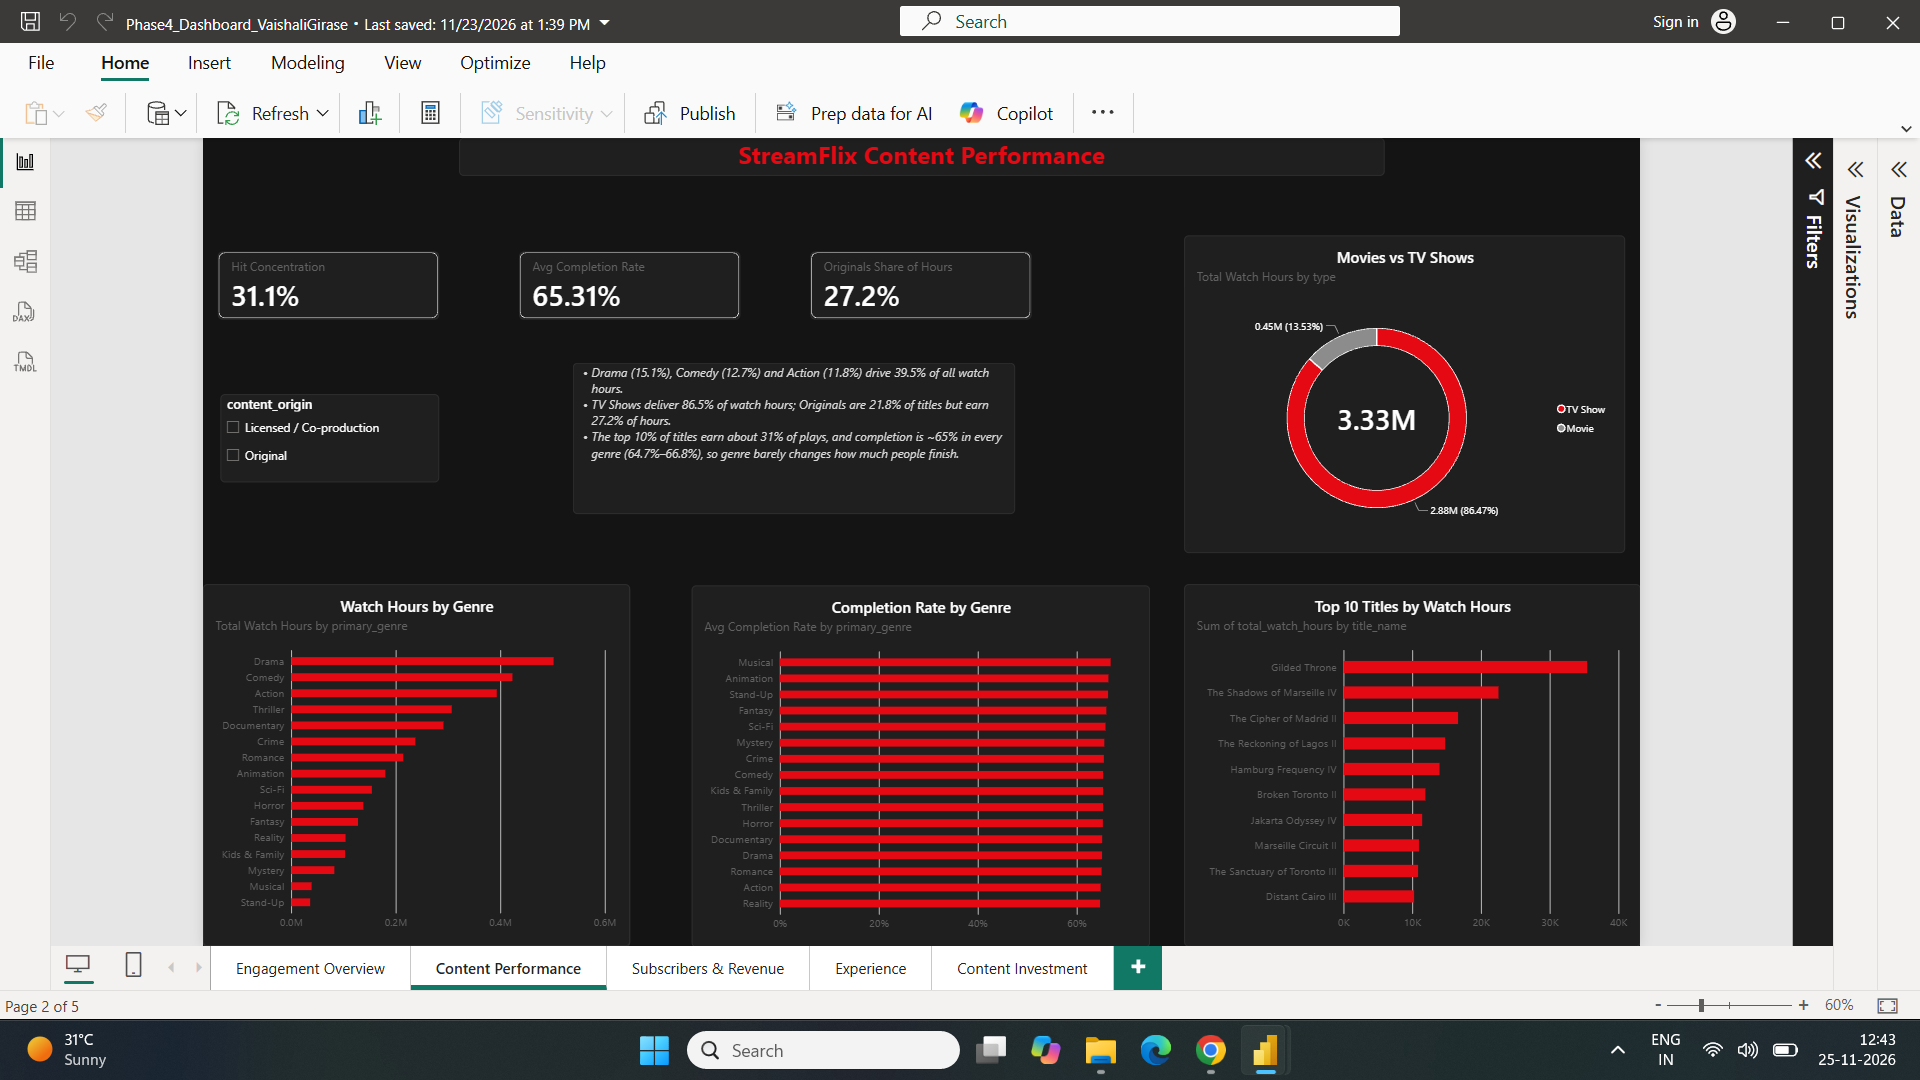 Phase4_Dashboard_VaishaliGirase • Last saved: 11/23/2026 at 1:39 PM
Search
Sign in
File
Home
Insert
Modeling
View
Optimize
Help
Refresh
Sensitivity
Publish
Prep data for AI
Copilot
StreamFlix Content Performance
Hit Concentration
31.1%
Avg Completion Rate
65.31%
Originals Share of Hours
27.2%
content_origin
Licensed / Co-production
Original
• Drama (15.1%), Comedy (12.7%) and Action (11.8%) drive 39.5% of all watch
hours.
• TV Shows deliver 86.5% of watch hours; Originals are 21.8% of titles but earn
27.2% of hours.
• The top 10% of titles earn about 31% of plays, and completion is ~65% in every
genre (64.7%–66.8%), so genre barely changes how much people finish.
Movies vs TV Shows
Total Watch Hours by type
0.45M (13.53%)
3.33M
2.88M (86.47%)
TV Show
Movie
Watch Hours by Genre
Total Watch Hours by primary_genre
Drama
Comedy
Action
Thriller
Documentary
Crime
Romance
Animation
Sci-Fi
Horror
Fantasy
Reality
Kids & Family
Mystery
Musical
Stand-Up
0.0M 0.2M 0.4M 0.6M
Completion Rate by Genre
Avg Completion Rate by primary_genre
Musical
Animation
Stand-Up
Fantasy
Sci-Fi
Mystery
Crime
Comedy
Kids & Family
Thriller
Horror
Documentary
Drama
Romance
Action
Reality
0% 20% 40% 60%
Top 10 Titles by Watch Hours
Sum of total_watch_hours by title_name
Gilded Throne
The Shadows of Marseille IV
The Cipher of Madrid II
The Reckoning of Lagos II
Hamburg Frequency IV
Broken Toronto II
Jakarta Odyssey IV
Marseille Circuit II
The Sanctuary of Toronto III
Distant Cairo III
0K 10K 20K 30K 40K
Filters
Visualizations
Data
DAX
TMDL
Engagement Overview
Content Performance
Subscribers & Revenue
Experience
Content Investment
Page 2 of 5
- + 60%
31°C
Sunny
Search
ENG
IN
12:43
25-11-2026